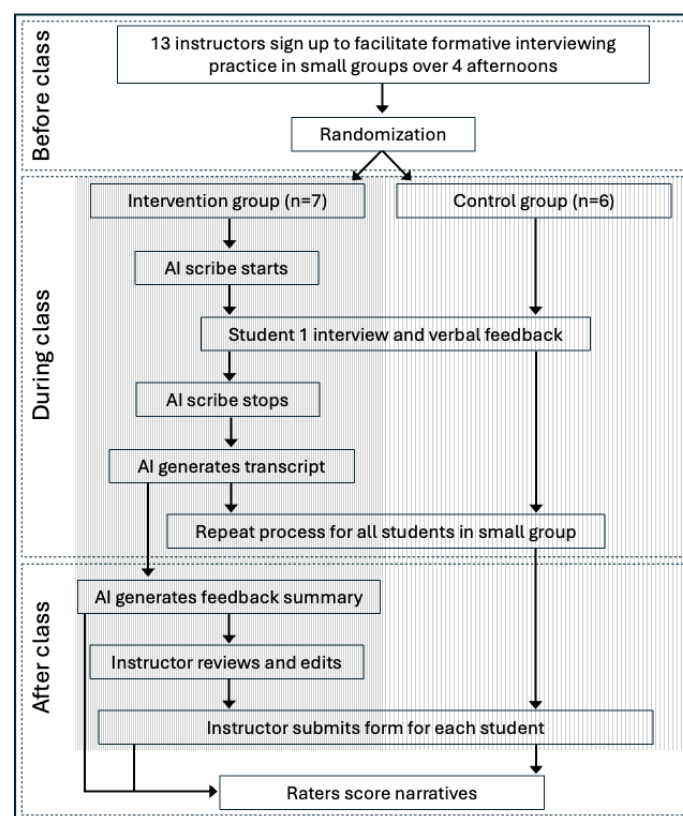 Before class
13 instructors sign up to facilitate formative interviewing
practice in small groups over 4 afternoons
Randomization
During class
Intervention group (n=7)
Control group (n=6)
AI scribe starts
Student 1 interview and verbal feedback
AI scribe stops
AI generates transcript
Repeat process for all students in small group
After class
AI generates feedback summary
Instructor reviews and edits
Instructor submits form for each student
Raters score narratives